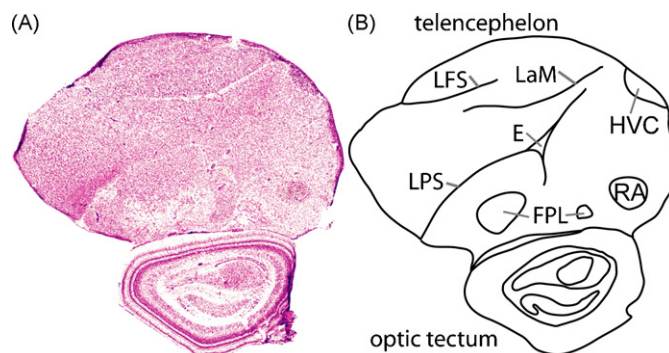 (A)
(B)
telencephelon
LFS
LaM
HVC
E
LPS
RA
FPL
optic tectum